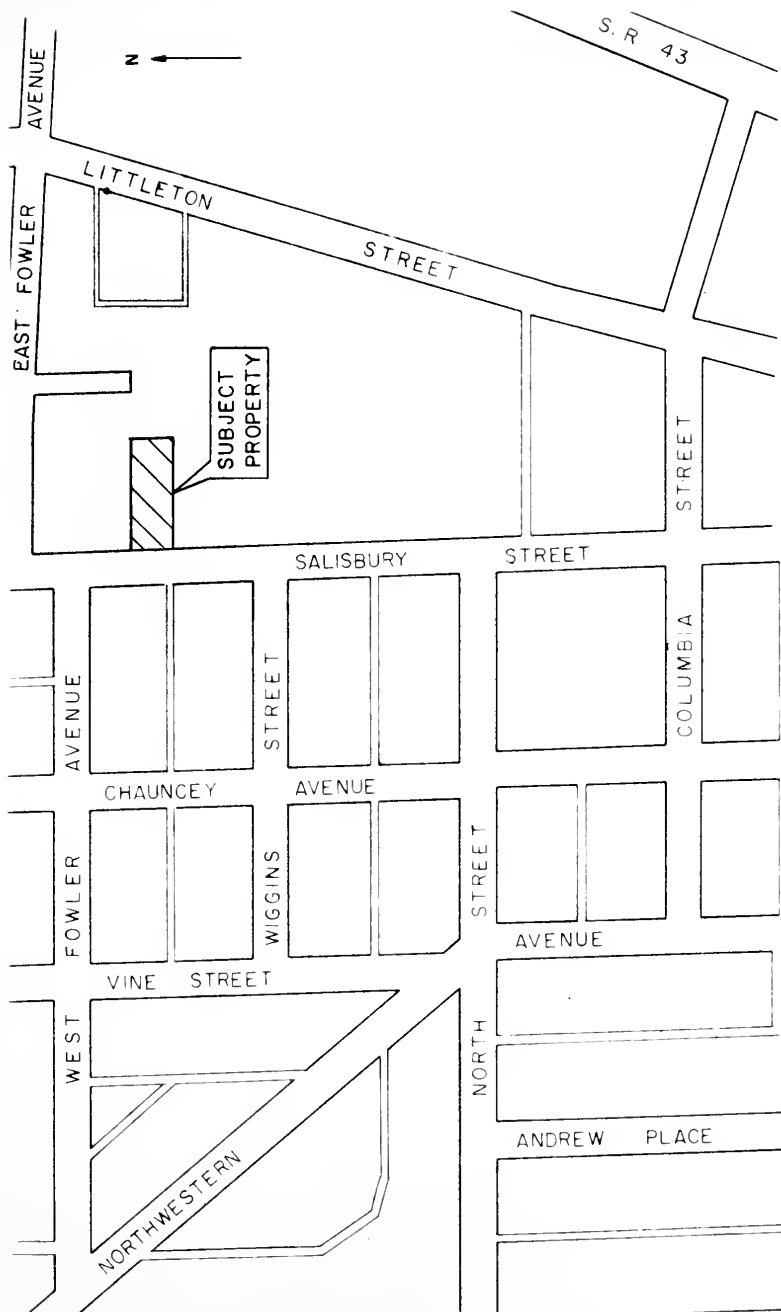 S. R 43
N
AVENUE
LITTLETON
STREET
EAST FOWLER
SUBJECT
PROPERTY
SALISBURY STREET
STREET
COLUMBIA
AVENUE
STREET
CHAUNCEY AVENUE
FOWLER
WIGGINS
STREET
AVENUE
VINE STREET
WEST
NORTH
NORTHWESTERN
ANDREW PLACE